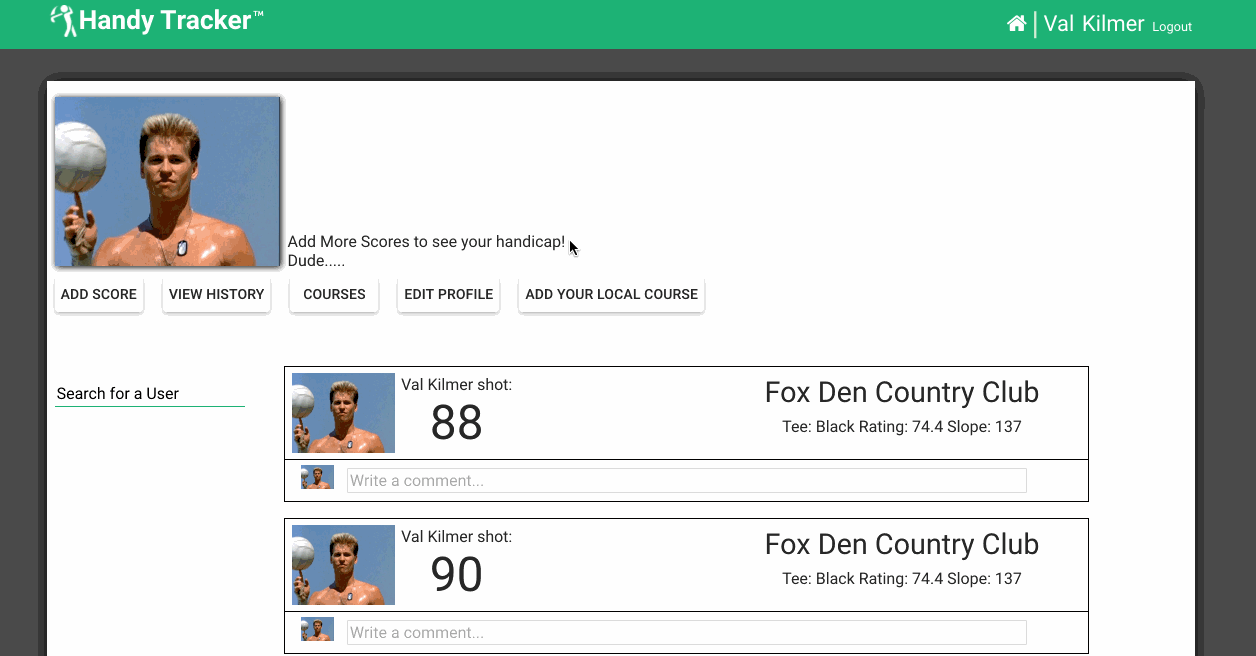 Handy Tracker™
Val Kilmer Logout
Add More Scores to see your handicap!
Dude.....
ADD SCORE VIEW HISTORY COURSES EDIT PROFILE ADD YOUR LOCAL COURSE
Search for a User
Val Kilmer shot:
88
Fox Den Country Club
Tee: Black Rating: 74.4 Slope: 137
Write a comment...
Val Kilmer shot:
90
Fox Den Country Club
Tee: Black Rating: 74.4 Slope: 137
Write a comment...